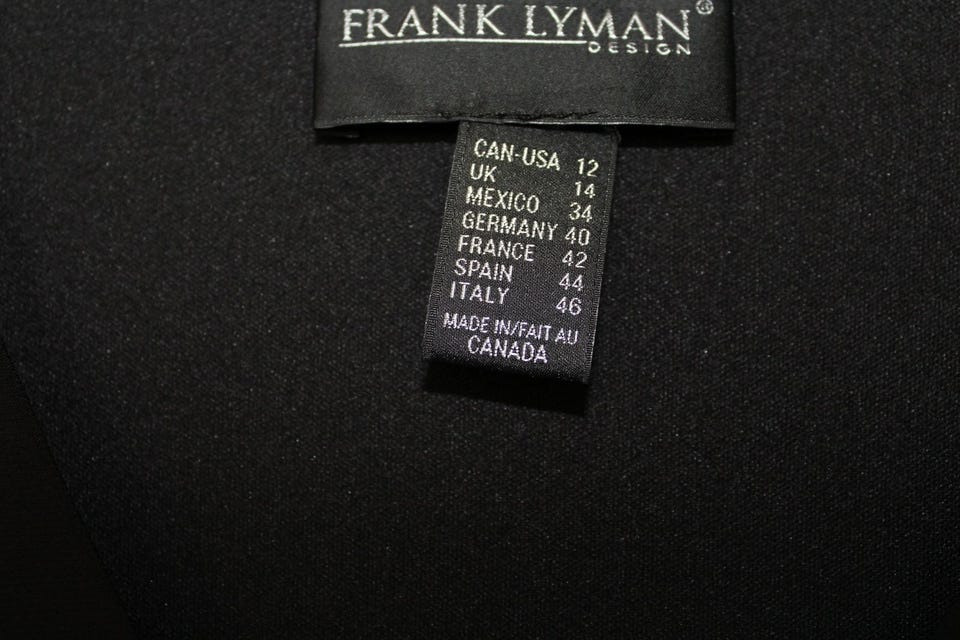 FRANK LYMAN®
DESIGN
CAN-USA 12
UK 14
MEXICO 34
GERMANY 40
FRANCE 42
SPAIN 44
ITALY 46
MADE IN/FAIT AU
CANADA